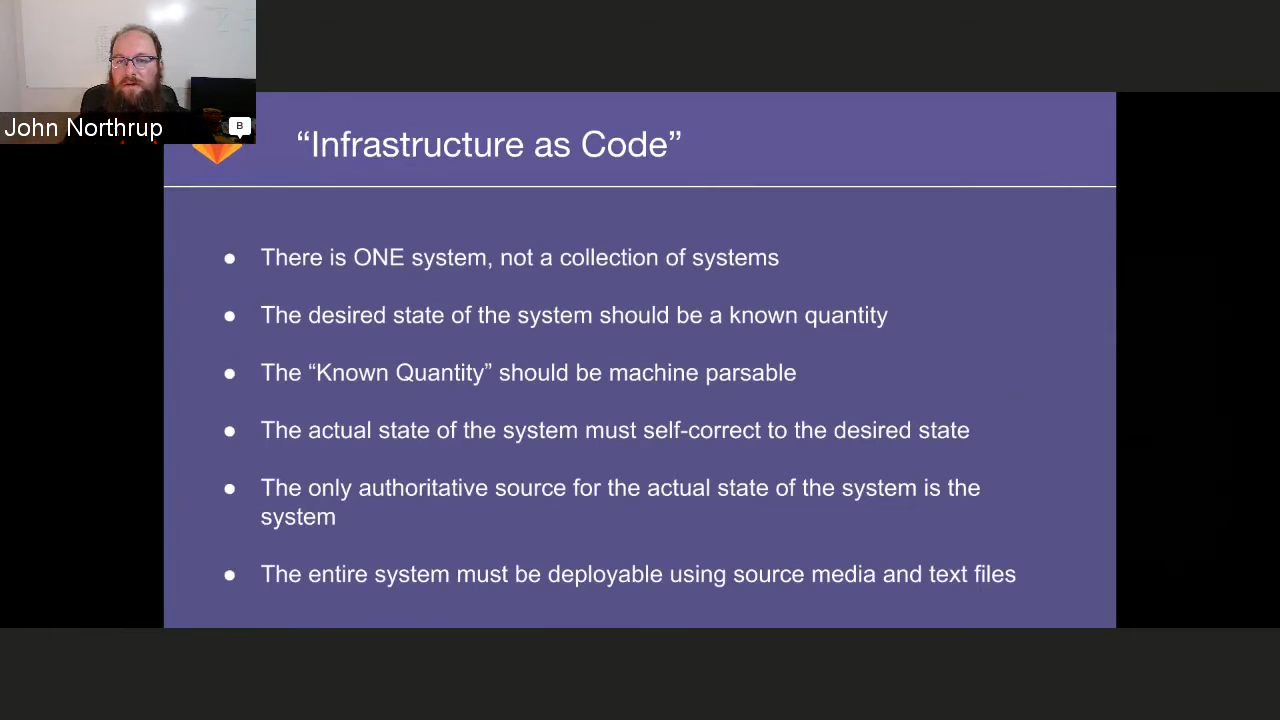 John Northrup
B
“Infrastructure as Code”
● There is ONE system, not a collection of systems
● The desired state of the system should be a known quantity
● The “Known Quantity” should be machine parsable
● The actual state of the system must self-correct to the desired state
● The only authoritative source for the actual state of the system is the
system
● The entire system must be deployable using source media and text files